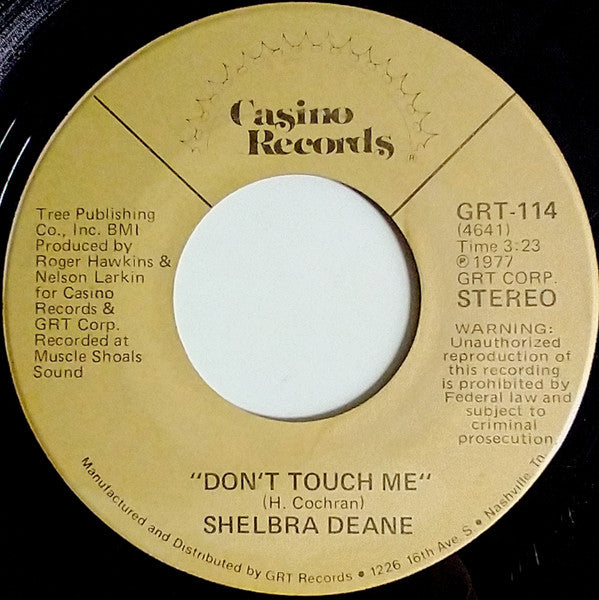 Casino
Records
®
Tree Publishing
Co., Inc. BMI
Produced by
Roger Hawkins &
Nelson Larkin
for Casino
Records &
GRT Corp.
Recorded at
Muscle Shoals
Sound
GRT-114
(4641)
Time 3:23
℗ 1977
GRT CORP.
STEREO
WARNING:
Unauthorized
reproduction of
this recording
is prohibited by
Federal law and
subject to
criminal
prosecution.
"DON'T TOUCH ME"
(H. Cochran)
SHELBRA DEANE
Manufactured and Distributed by GRT Records • 1226 16th Ave. S. • Nashville, Tn.